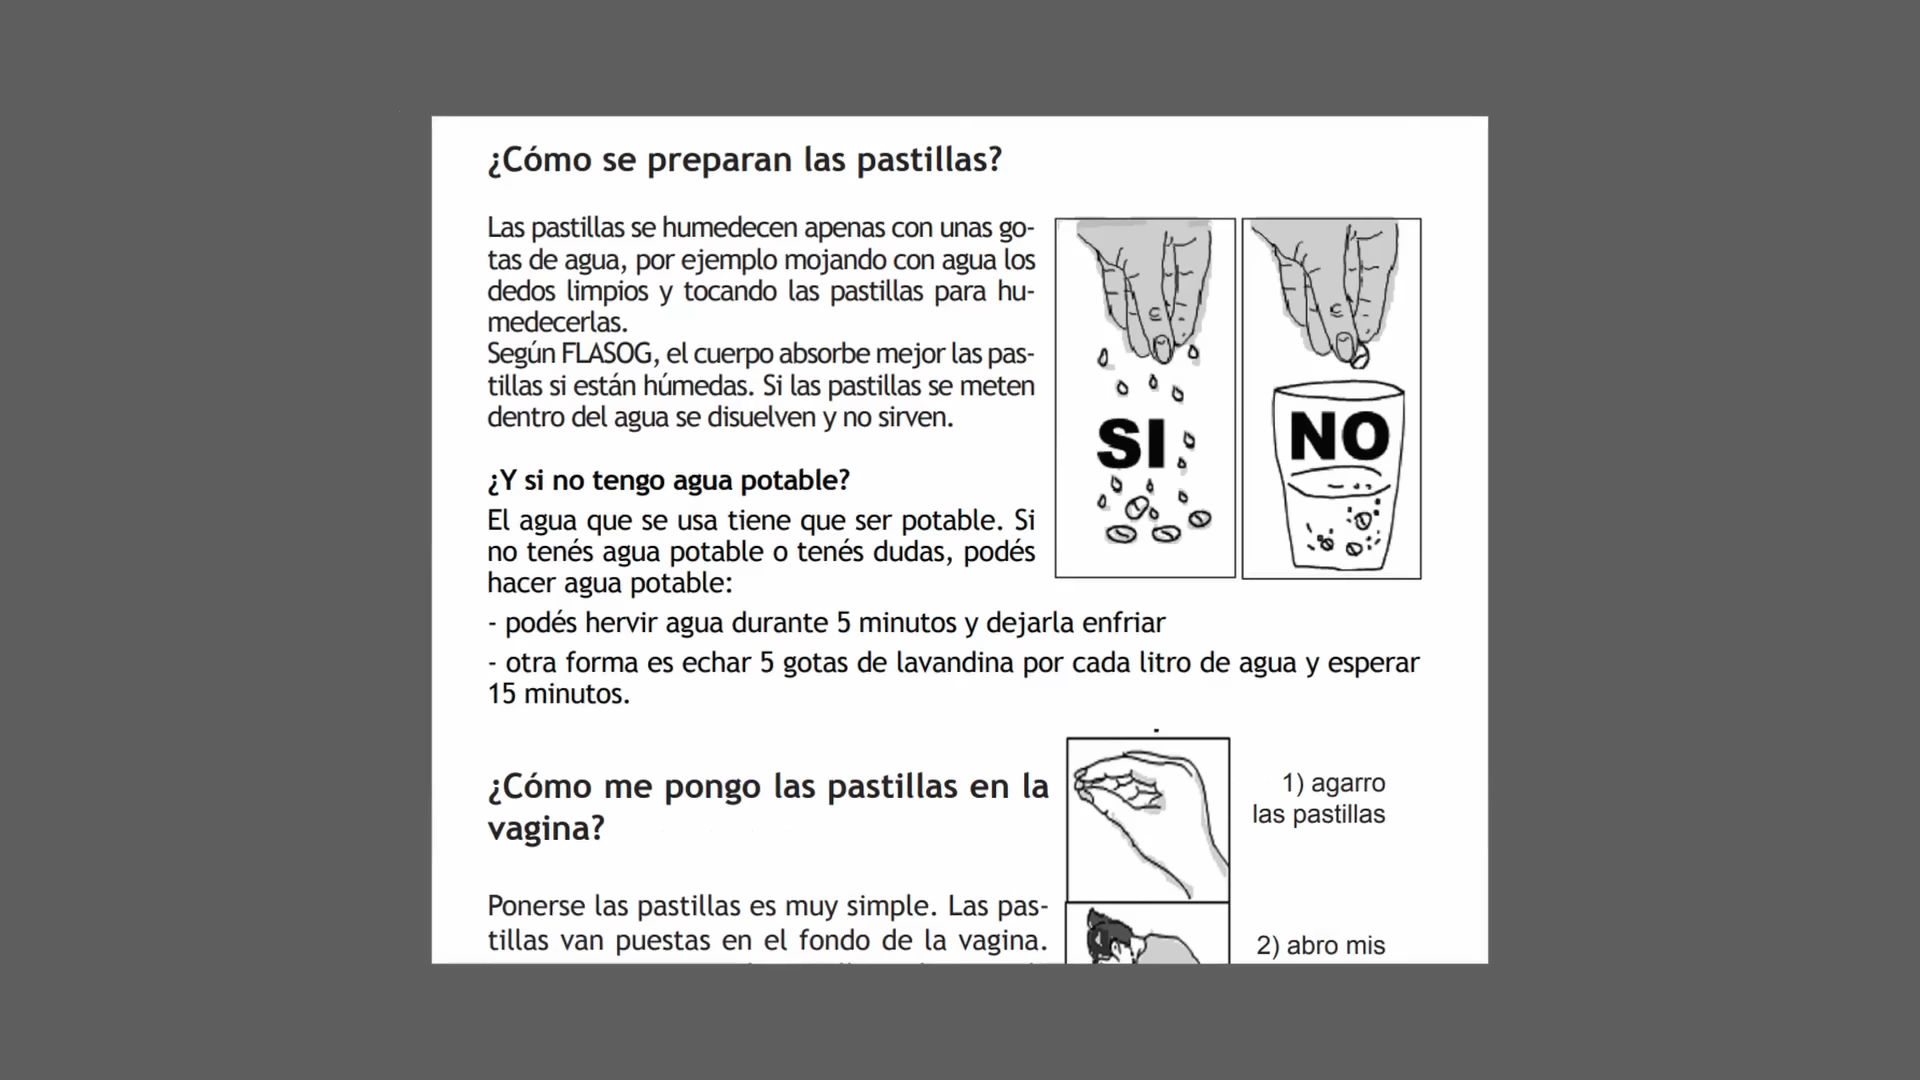 ¿Cómo se preparan las pastillas?
Las pastillas se humedecen apenas con unas go-
tas de agua, por ejemplo mojando con agua los
dedos limpios y tocando las pastillas para hu-
medecerlas.
Según FLASOG, el cuerpo absorbe mejor las pas-
tillas si están húmedas. Si las pastillas se meten
dentro del agua se disuelven y no sirven.
SI
NO
¿Y si no tengo agua potable?
El agua que se usa tiene que ser potable. Si
no tenés agua potable o tenés dudas, podés
hacer agua potable:
- podés hervir agua durante 5 minutos y dejarla enfriar
- otra forma es echar 5 gotas de lavandina por cada litro de agua y esperar
15 minutos.
¿Cómo me pongo las pastillas en la
vagina?
Ponerse las pastillas es muy simple. Las pas-
tillas van puestas en el fondo de la vagina.
1) agarro
las pastillas
2) abro mis